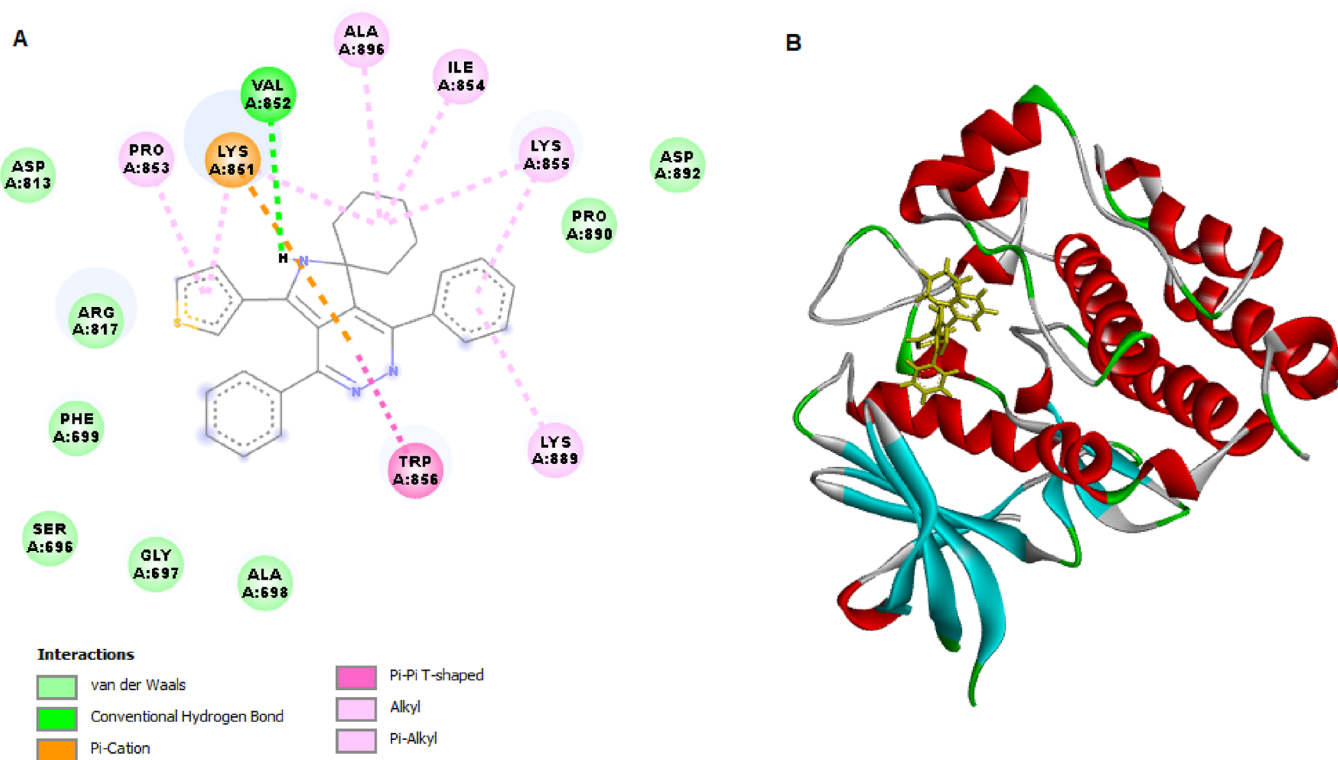 A
B
ALA
A:896
ILE
A:854
VAL
A:852
PRO
A:853
LYS
A:851
LYS
A:855
ASP
A:892
ASP
A:813
PRO
A:890
H
N
ARG
A:817
S
N
N
PHE
A:699
TRP
A:856
LYS
A:889
SER
A:696
GLY
A:697
ALA
A:698
Interactions
van der Waals
Conventional Hydrogen Bond
Pi-Cation
Pi-Pi T-shaped
Alkyl
Pi-Alkyl